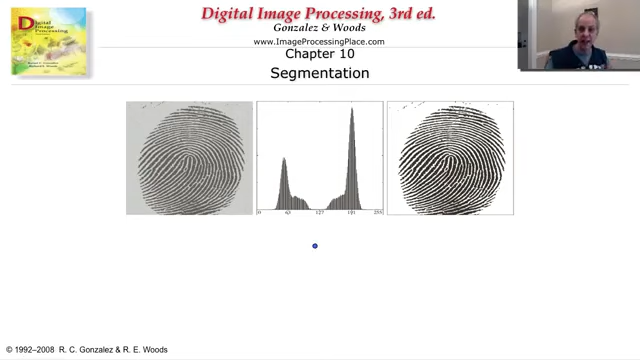 Digital Image Processing, 3rd ed.
Gonzalez & Woods
www.ImageProcessingPlace.com
Chapter 10
Segmentation
Digital
Image
Processing
0 63 127 191 255
© 1992–2008 R. C. Gonzalez & R. E. Woods